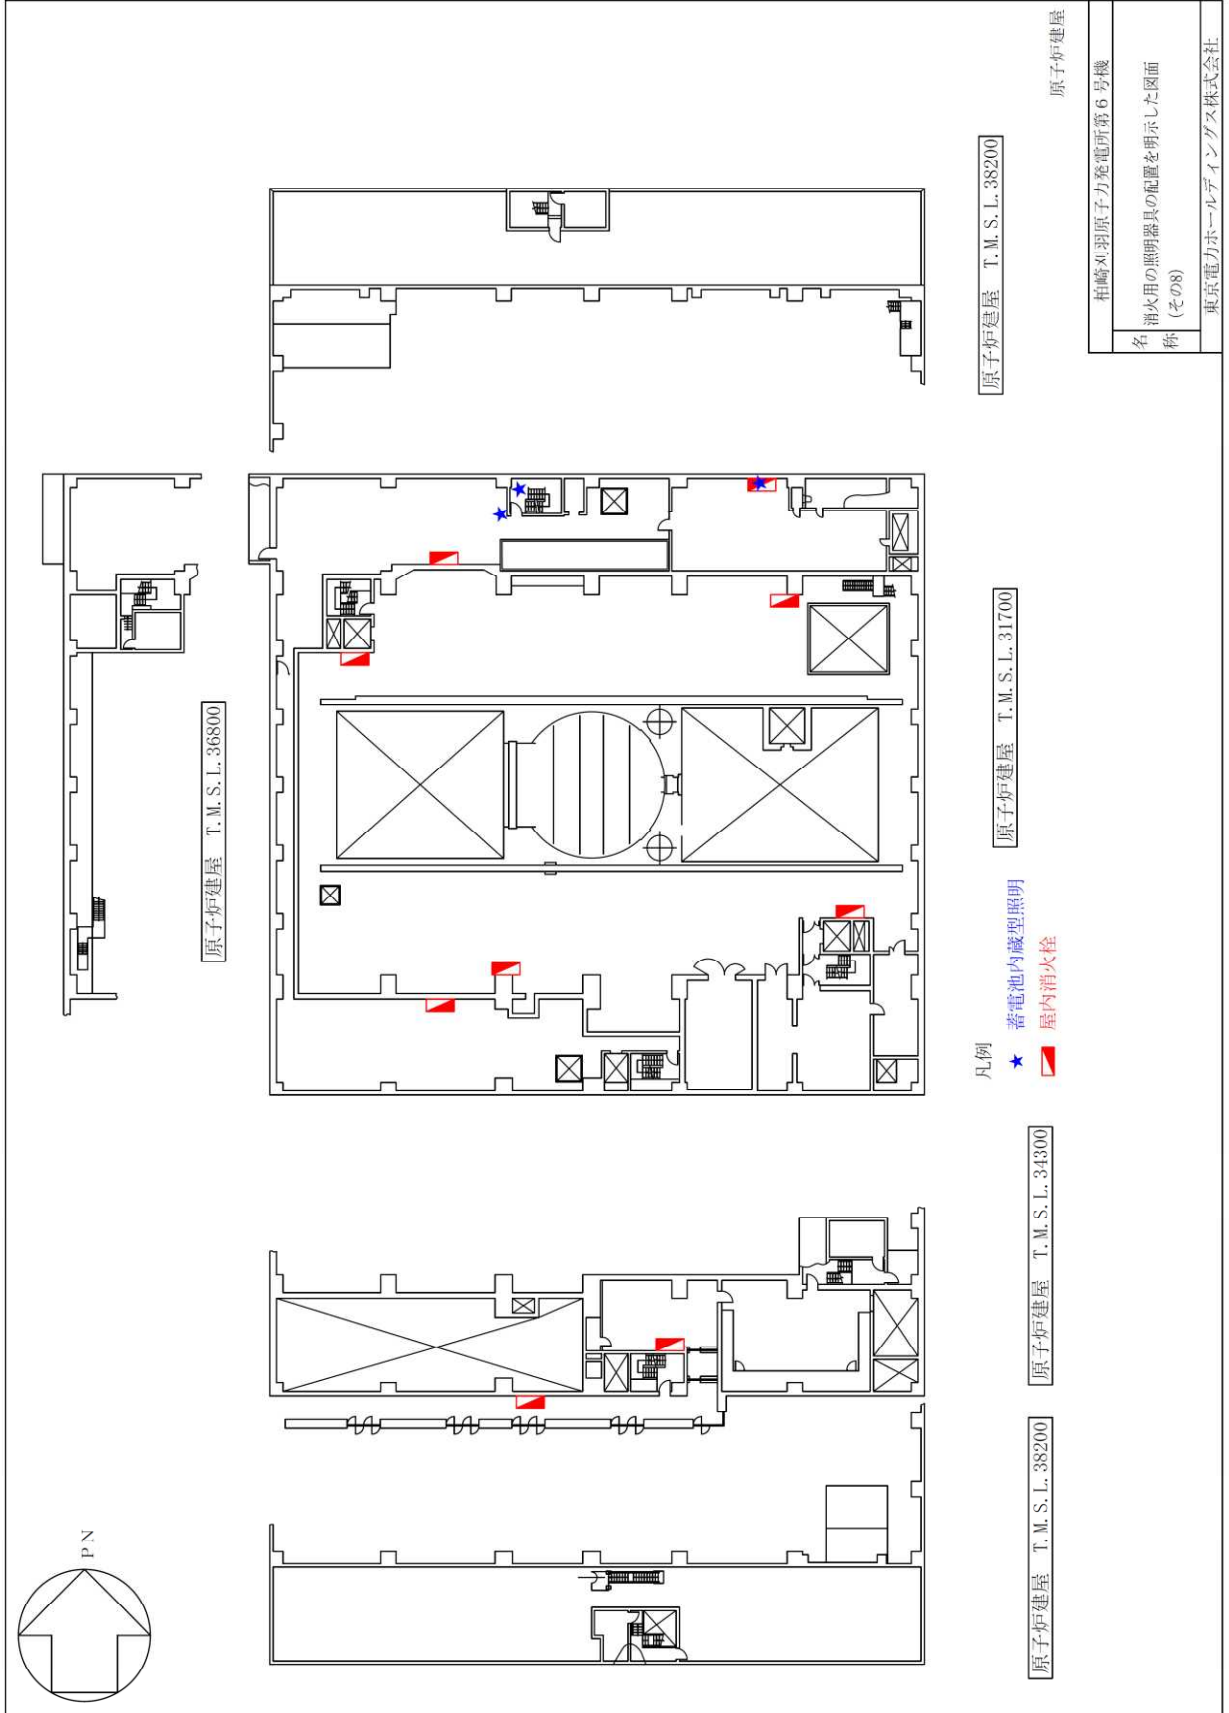 PN
原子炉建屋 T.M.S.L.38200
原子炉建屋 T.M.S.L.34300
原子炉建屋 T.M.S.L.36800
原子炉建屋 T.M.S.L.31700
原子炉建屋 T.M.S.L.38200
凡例
★ 蓄電池内蔵型照明
屋内消火栓
原子炉建屋
柏崎刈羽原子力発電所第6号機
名称
消火用の照明器具の配置を明示した図面
(その8)
東京電力ホールディングス株式会社